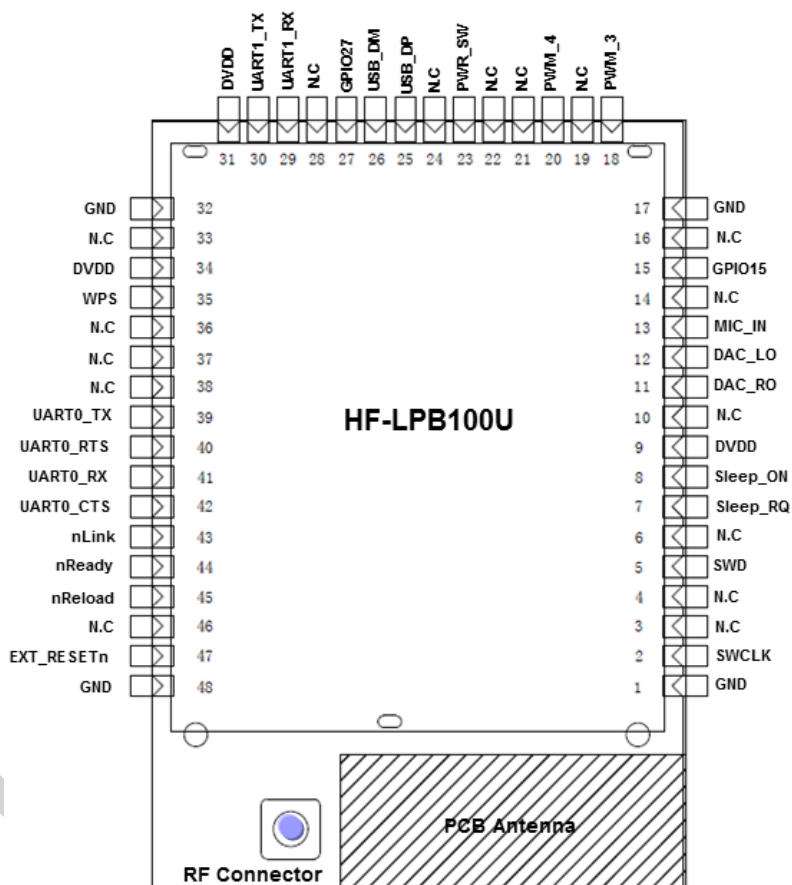 DVDD
UART1_TX
UART1_RX
N.C
GPIO27
USB_DM
USB_DP
N.C
PWR_SW
N.C
N.C
PWM_4
N.C
PWM_3
31 30 29 28 27 26 25 24 23 22 21 20 19 18
GND 32 17 GND
N.C 33 16 N.C
DVDD 34 15 GPIO15
WPS 35 14 N.C
N.C 36 13 MIC_IN
N.C 37 12 DAC_LO
N.C 38 11 DAC_RO
UART0_TX 39 10 N.C
HF-LPB100U
UART0_RTS 40 9 DVDD
UART0_RX 41 8 Sleep_ON
UART0_CTS 42 7 Sleep_RQ
nLink 43 6 N.C
nReady 44 5 SWD
nReload 45 4 N.C
N.C 46 3 N.C
EXT_RESETn 47 2 SWCLK
GND 48 1 GND
PCB Antenna
RF Connector